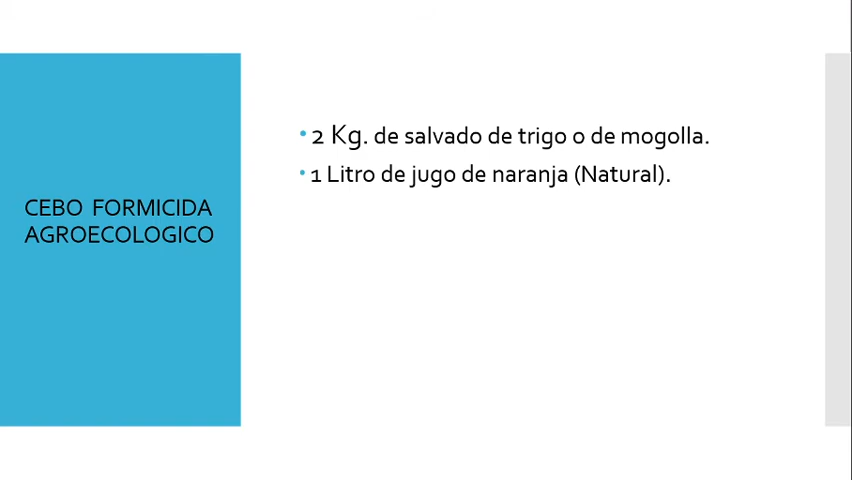 CEBO FORMICIDA
AGROECOLOGICO
• 2 Kg. de salvado de trigo o de mogolla.
• 1 Litro de jugo de naranja (Natural).